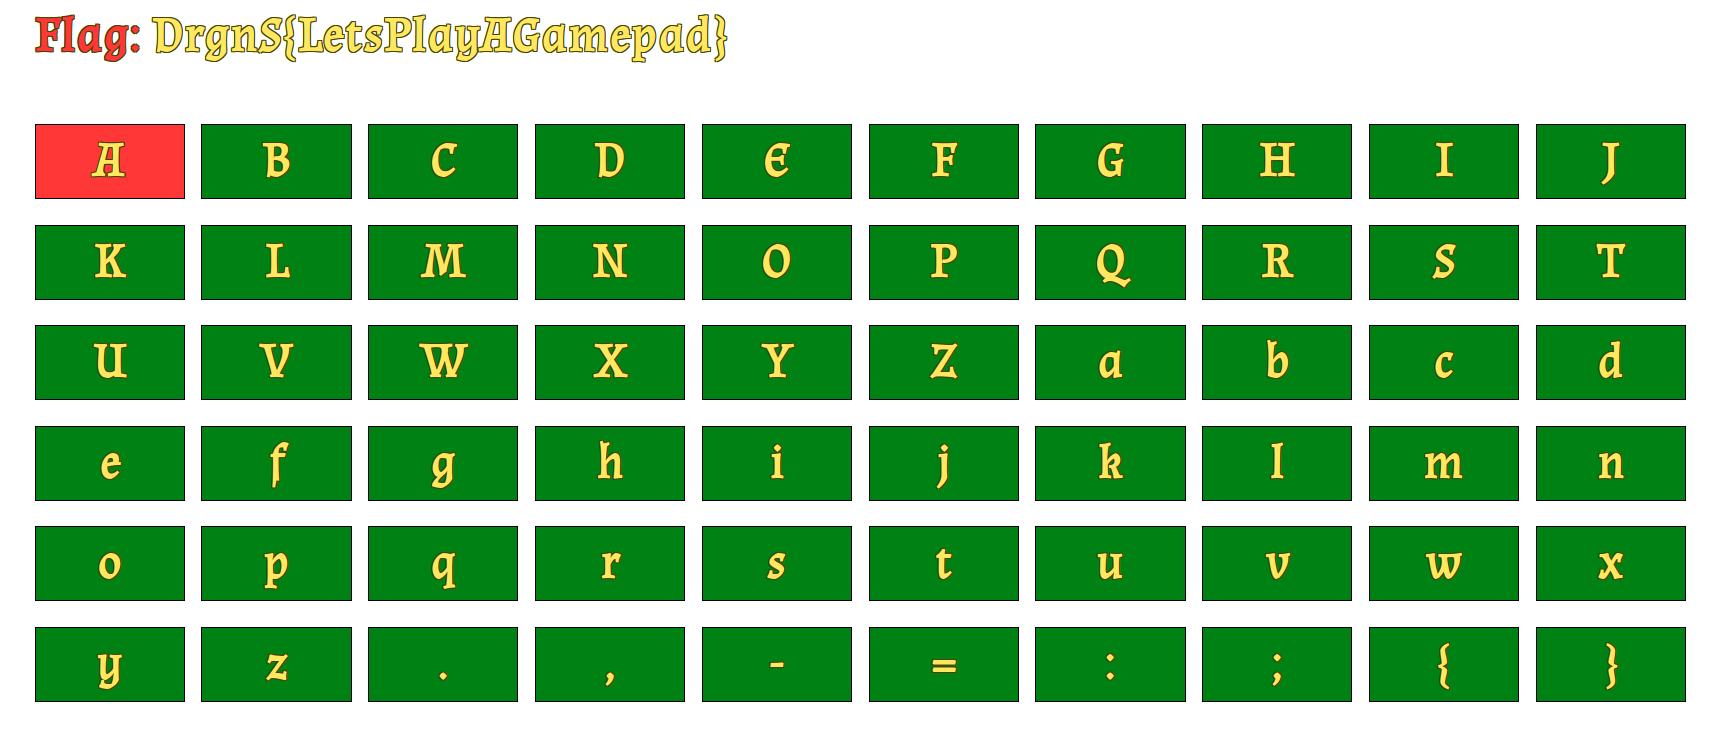 Flag: DrgnS{LetsPlayAGamepad}
A B C D E F G H I J
K L M N O P Q R S T
U V W X Y Z a b c d
e f g h i j k l m n
o p q r s t u v w x
y z . , - = : ; { }